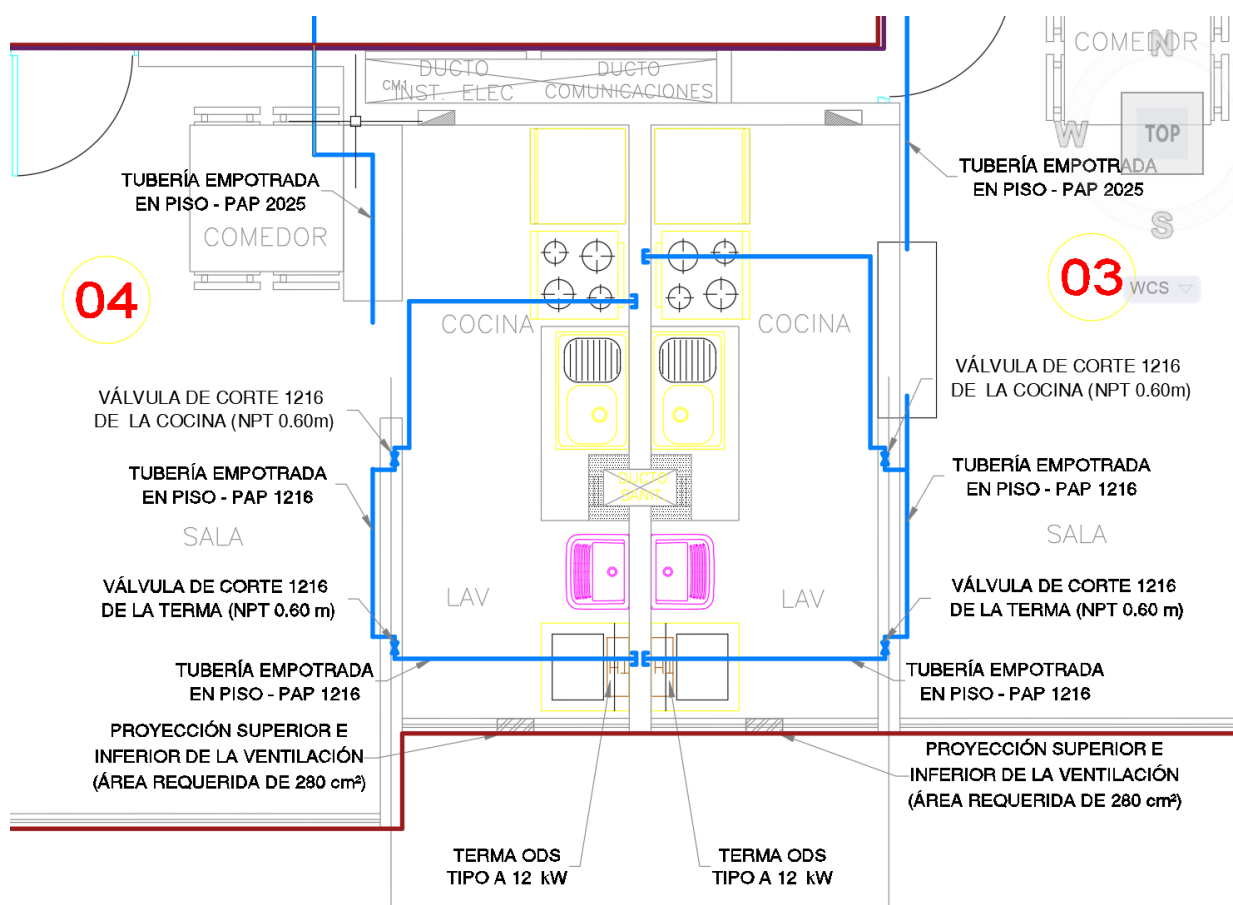 DUCTO
CM1
INST. ELEC
DUCTO
COMUNICACIONES
COMEDOR
N
W
TOP
S
WCS
TUBERÍA EMPOTRADA
EN PISO - PAP 2025
COMEDOR
04
TUBERÍA EMPOTRADA
EN PISO - PAP 2025
03
COCINA
COCINA
VÁLVULA DE CORTE 1216
DE LA COCINA (NPT 0.60m)
VÁLVULA DE CORTE 1216
DE LA COCINA (NPT 0.60m)
TUBERÍA EMPOTRADA
EN PISO - PAP 1216
DUCTO
SANIT
TUBERÍA EMPOTRADA
EN PISO - PAP 1216
SALA
SALA
VÁLVULA DE CORTE 1216
DE LA TERMA (NPT 0.60 m)
LAV
LAV
VÁLVULA DE CORTE 1216
DE LA TERMA (NPT 0.60 m)
TUBERÍA EMPOTRADA
EN PISO - PAP 1216
TUBERÍA EMPOTRADA
EN PISO - PAP 1216
PROYECCIÓN SUPERIOR E
INFERIOR DE LA VENTILACIÓN
(ÁREA REQUERIDA DE 280 cm²)
PROYECCIÓN SUPERIOR E
INFERIOR DE LA VENTILACIÓN
(ÁREA REQUERIDA DE 280 cm²)
TERMA ODS
TIPO A 12 kW
TERMA ODS
TIPO A 12 kW